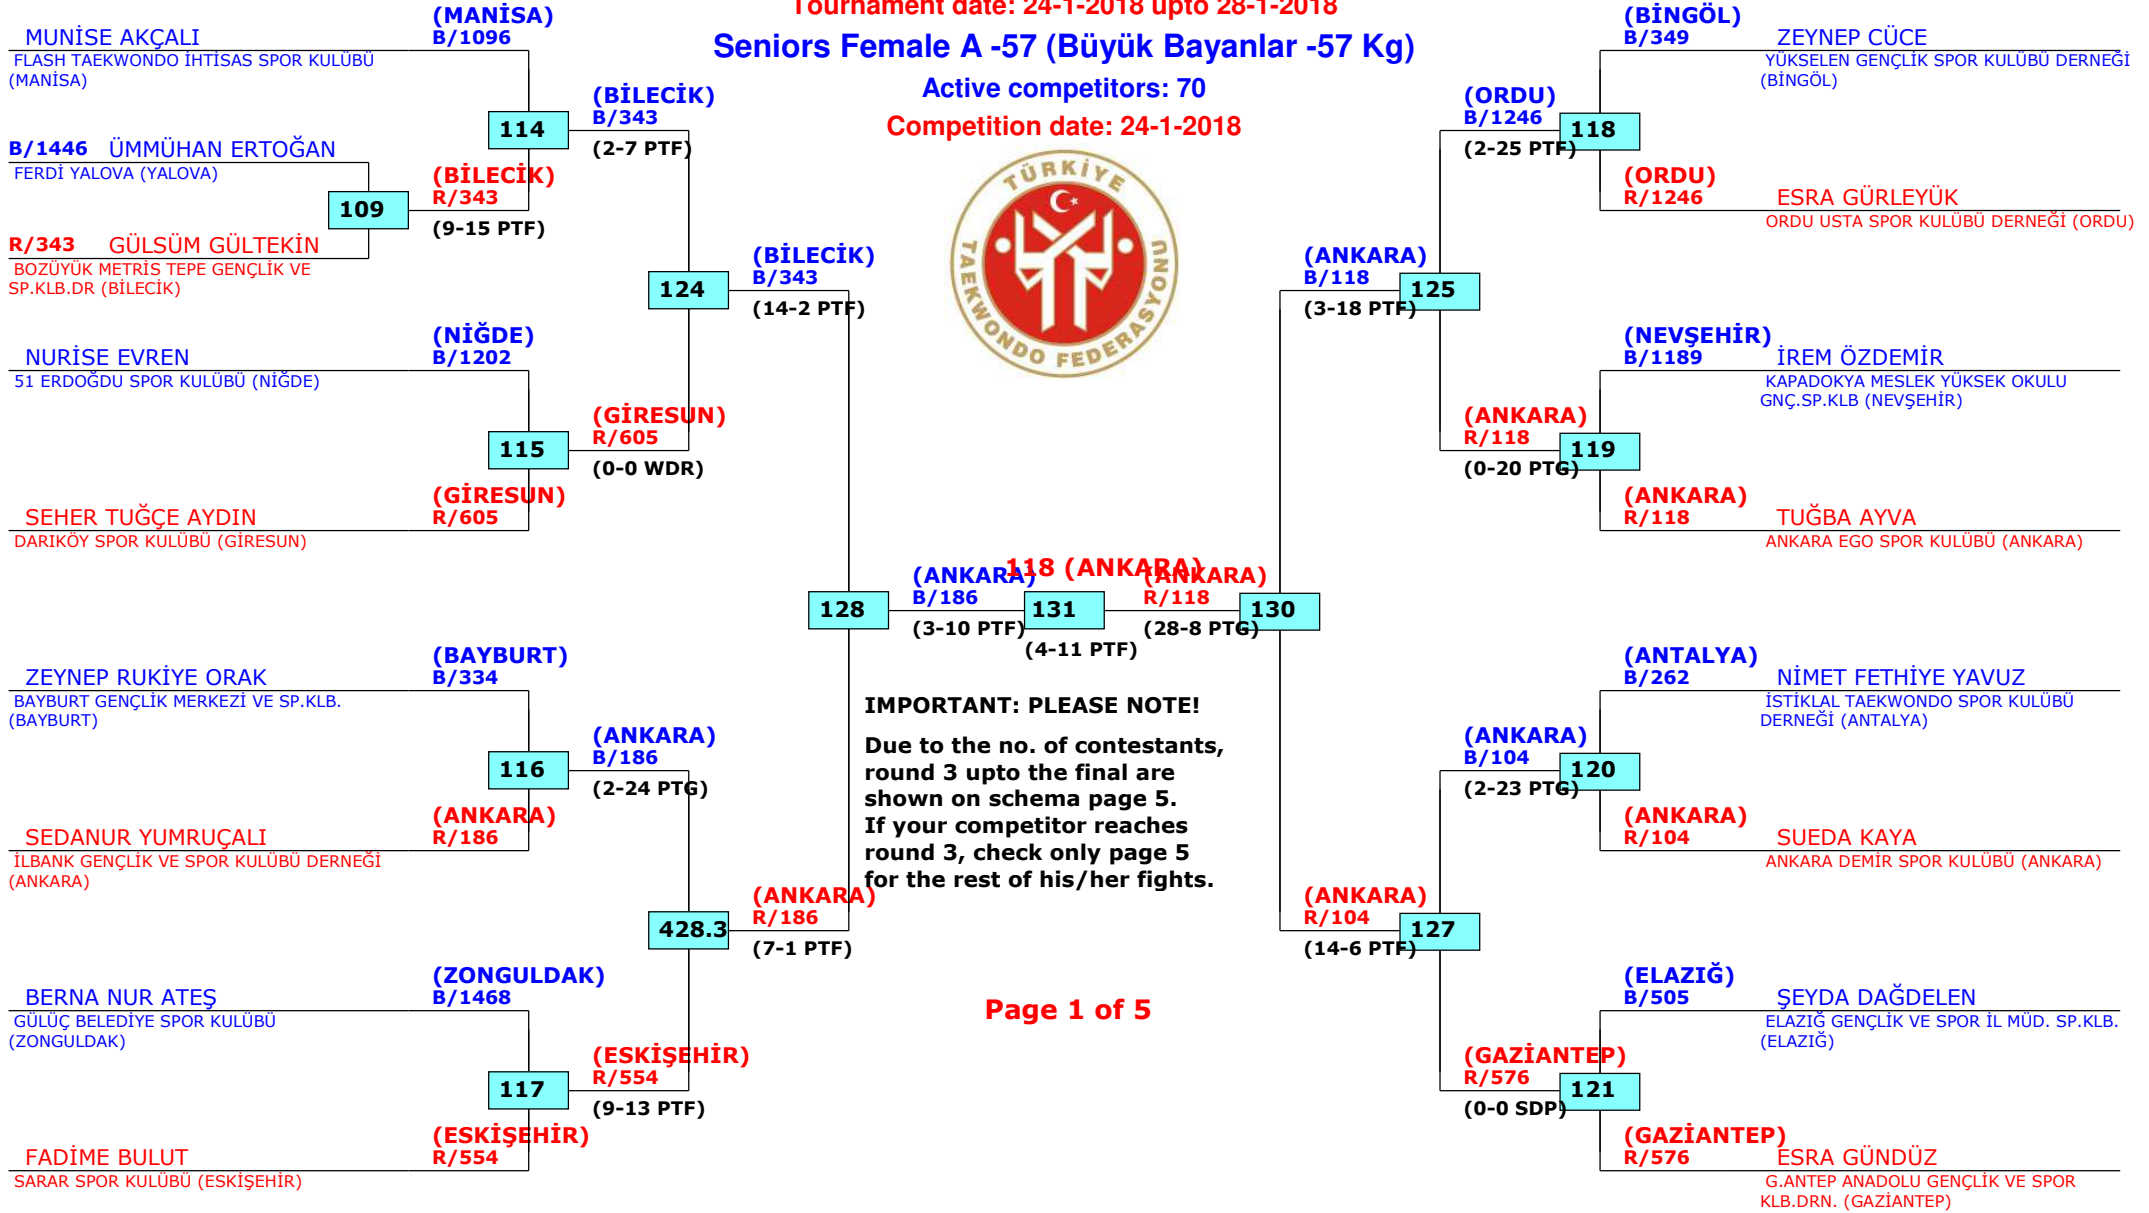 Tournament date: 24-1-2018 upto 28-1-2018
Seniors Female A -57 (Büyük Bayanlar -57 Kg)
Active competitors: 70
Competition date: 24-1-2018
TÜRKİYE
TAEKWONDO FEDERASYONU
(MANİSA)
B/1096
MUNİSE AKÇALI
FLASH TAEKWONDO İHTİSAS SPOR KULÜBÜ
(MANİSA)
114
(BİLECİK)
B/343
(2-7 PTF)
B/1446 ÜMMÜHAN ERTOĞAN
FERDİ YALOVA (YALOVA)
109
(BİLECİK)
R/343
(9-15 PTF)
R/343 GÜLSÜM GÜLTEKİN
BOZÜYÜK METRİS TEPE GENÇLİK VE
SP.KLB.DR (BİLECİK)
124
(BİLECİK)
B/343
(14-2 PTF)
(NİĞDE)
B/1202
NURİSE EVREN
51 ERDOĞDU SPOR KULÜBÜ (NİĞDE)
115
(GİRESUN)
R/605
(0-0 WDR)
(GİRESUN)
R/605
SEHER TUĞÇE AYDIN
DARIKÖY SPOR KULÜBÜ (GİRESUN)
128
(ANKARA)
B/186
(3-10 PTF)
118 (ANKARA)
131
(4-11 PTF)
(ANKARA)
R/118
(28-8 PTG)
130
(BAYBURT)
B/334
ZEYNEP RUKİYE ORAK
BAYBURT GENÇLİK MERKEZİ VE SP.KLB.
(BAYBURT)
116
(ANKARA)
B/186
(2-24 PTG)
(ANKARA)
R/186
SEDANUR YUMRUÇALI
İLBANK GENÇLİK VE SPOR KULÜBÜ DERNEĞİ
(ANKARA)
428.3
(ANKARA)
R/186
(7-1 PTF)
(ZONGULDAK)
B/1468
BERNA NUR ATEŞ
GÜLÜÇ BELEDİYE SPOR KULÜBÜ
(ZONGULDAK)
117
(ESKİŞEHİR)
R/554
(9-13 PTF)
(ESKİŞEHİR)
R/554
FADİME BULUT
SARAR SPOR KULÜBÜ (ESKİŞEHİR)
IMPORTANT: PLEASE NOTE!
Due to the no. of contestants,
round 3 upto the final are
shown on schema page 5.
If your competitor reaches
round 3, check only page 5
for the rest of his/her fights.
Page 1 of 5
(BİNGÖL)
B/349
ZEYNEP CÜCE
YÜKSELEN GENÇLİK SPOR KULÜBÜ DERNEĞİ
(BİNGÖL)
(ORDU)
B/1246
118
(2-25 PTF)
(ORDU)
R/1246
ESRA GÜRLEYÜK
ORDU USTA SPOR KULÜBÜ DERNEĞİ (ORDU)
(ANKARA)
B/118
125
(3-18 PTF)
(NEVŞEHİR)
B/1189
İREM ÖZDEMİR
KAPADOKYA MESLEK YÜKSEK OKULU
GNÇ.SP.KLB (NEVŞEHİR)
(ANKARA)
R/118
119
(0-20 PTG)
(ANKARA)
R/118
TUĞBA AYVA
ANKARA EGO SPOR KULÜBÜ (ANKARA)
(ANTALYA)
B/262
NİMET FETHİYE YAVUZ
İSTİKLAL TAEKWONDO SPOR KULÜBÜ
DERNEĞİ (ANTALYA)
(ANKARA)
B/104
120
(2-23 PTG)
(ANKARA)
R/104
SUEDA KAYA
ANKARA DEMİR SPOR KULÜBÜ (ANKARA)
(ANKARA)
R/104
127
(14-6 PTF)
(ELAZIĞ)
B/505
ŞEYDA DAĞDELEN
ELAZIĞ GENÇLİK VE SPOR İL MÜD. SP.KLB.
(ELAZIĞ)
(GAZİANTEP)
R/576
121
(0-0 SDP)
(GAZİANTEP)
R/576
ESRA GÜNDÜZ
G.ANTEP ANADOLU GENÇLİK VE SPOR
KLB.DRN. (GAZİANTEP)